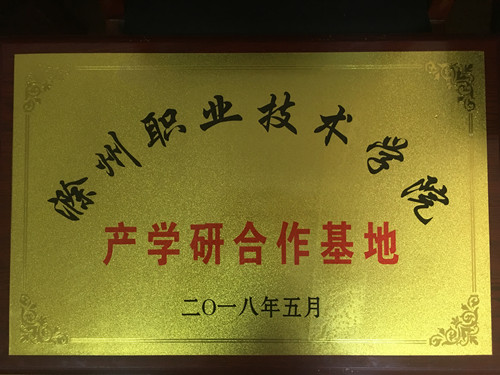 滁州职业技术学院
产学研合作基地
二〇一八年五月